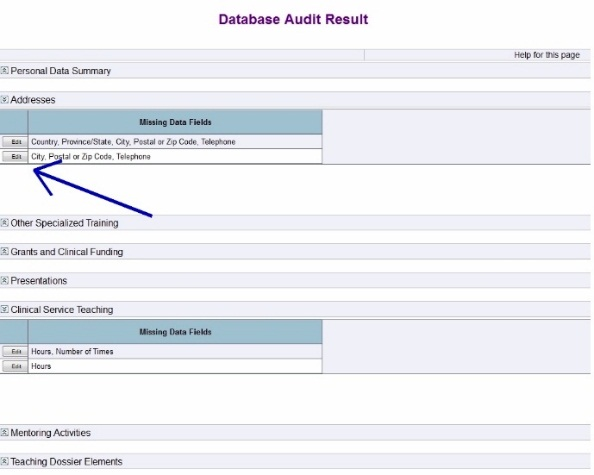 Database Audit Result
Help for this page
Personal Data Summary
Addresses
Missing Data Fields
Edit Country, Province/State, City, Postal or Zip Code, Telephone
Edit City, Postal or Zip Code, Telephone
Other Specialized Training
Grants and Clinical Funding
Presentations
Clinical Service Teaching
Missing Data Fields
Edit Hours, Number of Times
Edit Hours
Mentoring Activities
Teaching Dossier Elements